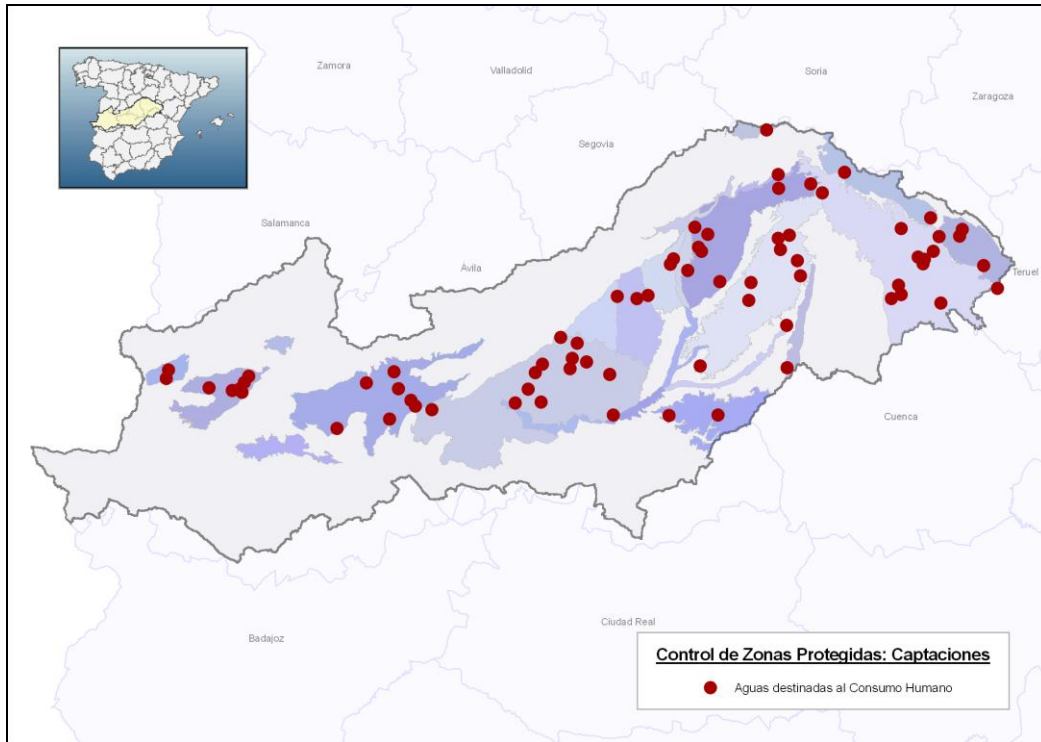 Zamora
Valladolid
Soria
Zaragoza
Segovia
Salamanca
Ávila
Teruel
Cuenca
Ciudad Real
Badajoz
Control de Zonas Protegidas: Captaciones
Aguas destinadas al Consumo Humano